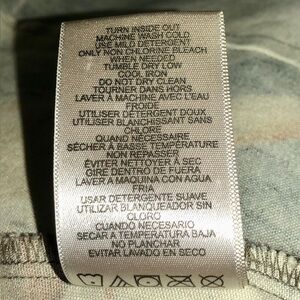 TURN INSIDE OUT
MACHINE WASH COLD
USE MILD DETERGENT
ONLY NON CHLORINE BLEACH
WHEN NEEDED
TUMBLE DRY LOW
COOL IRON
DO NOT DRY CLEAN
TOURNER DANS HORS
LAVER À MACHINE AVEC L'EAU
FROIDE
UTILISER DETERGENT DOUX
UTILISER BLANCHISSANT SANS
CHLORE
QUAND NÉCESSAIRE
SÉCHER À BASSE TEMPÉRATURE
NON REPASSER
ÉVITER NETTOYER À SEC
GIRE DENTRO DE FUERA
LAVER A MAQUINA CON AGUA
FRIA
USAR DETERGENTE SUAVE
UTILIZAR BLANQUEADOR SIN
CLORO
CUANDO NECESSARIO
SECAR A TEMPERATURA BAJA
NO PLANCHAR
EVITAR LAVADO EN SECO